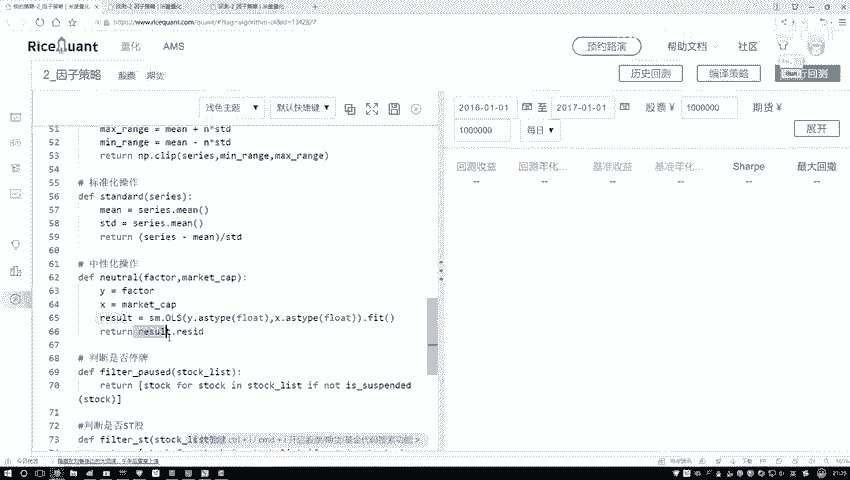 https://www.ricequant.com/quant/#?tag=algorithm-
RiceQuant
量化
AMS
预约路演
帮助文档
社区
2_因子策略
股票
期货
历史回测
编译策略
回测
浅色主题
默认快捷键
2016-01-01 至 2017-01-01 股票 ¥ 1000000 期货 ¥
1000000 每日
展开
回测收益 回测年化... 基准收益 基准年化... Sharpe 最大回撤
-- -- -- -- -- --
51 max_range = mean + n*std
52 min_range = mean - n*std
53 return np.clip(series,min_range,max_range)
54
55 # 标准化操作
56 def standard(series):
57 mean = series.mean()
58 std = series.mean()
59 return (series - mean)/std
60
61 # 中性化操作
62 def neutral(factor,market_cap):
63 y = factor
64 x = market_cap
65 result = sm.OLS(y.astype(float),x.astype(float)).fit()
66 return result.resid
67
68 # 判断是否停牌
69 def filter_paused(stock_list):
70 return [stock for stock in stock_list if not is_suspended
(stock)]
71
72 #判断是否ST股
73 def filter_st(stock_list
21:25